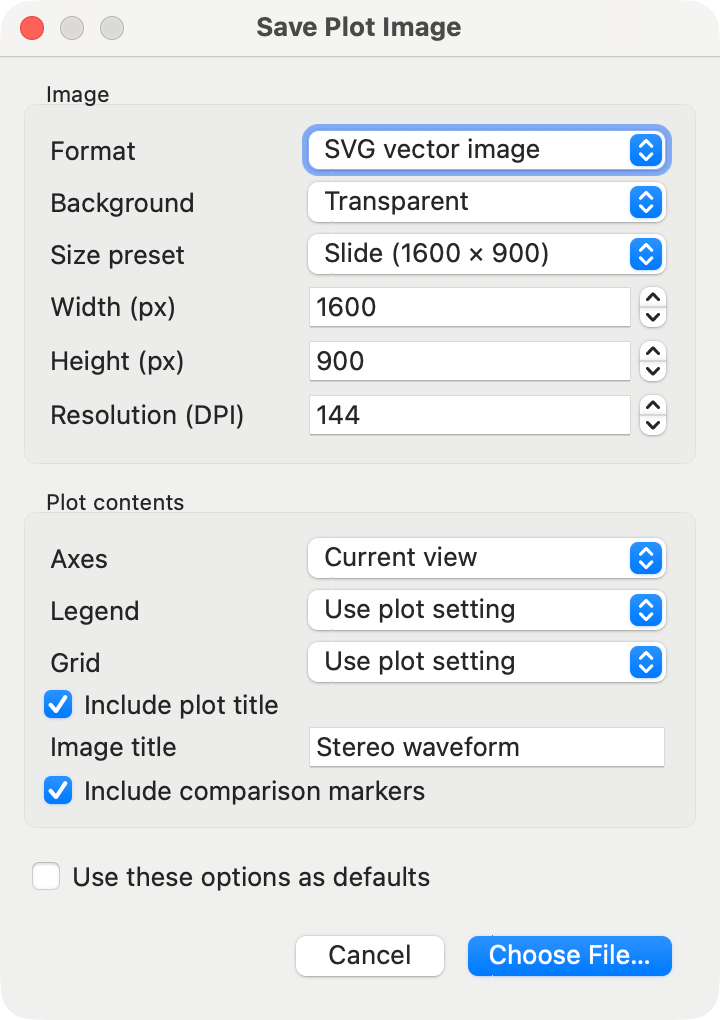 Save Plot Image
Image
Format SVG vector image
Background Transparent
Size preset Slide (1600 × 900)
Width (px) 1600
Height (px) 900
Resolution (DPI) 144
Plot contents
Axes Current view
Legend Use plot setting
Grid Use plot setting
Include plot title
Image title Stereo waveform
Include comparison markers
Use these options as defaults
Cancel Choose File...